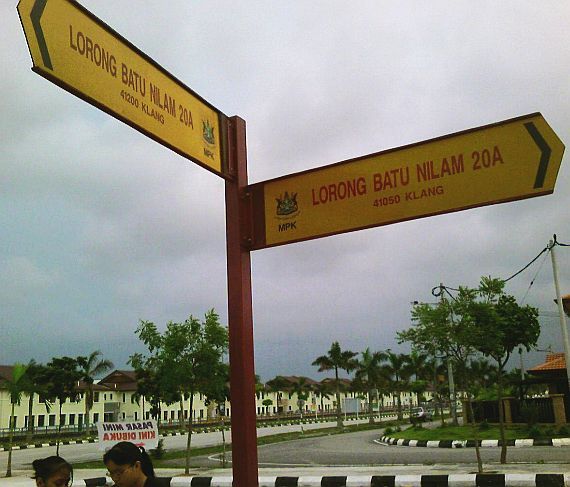 LORONG BATU NILAM 20A
41200 KLANG
MPK
LORONG BATU NILAM 20A
41050 KLANG
MPK
PASAR MINI
KINI DIBUKA